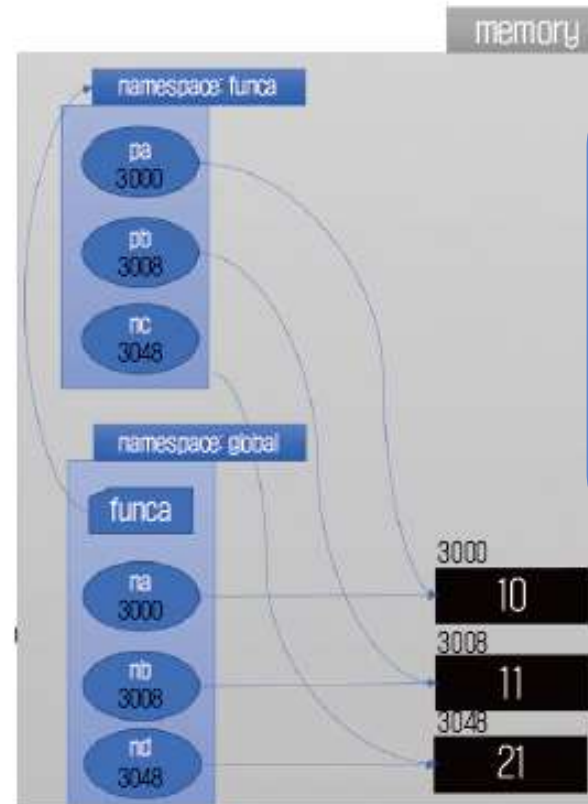 memory
namespace: funca
pa
3000
pb
3008
nc
3048
namespace: global
funca
na
3000
nb
3008
nd
3048
3000
10
3008
11
3048
21